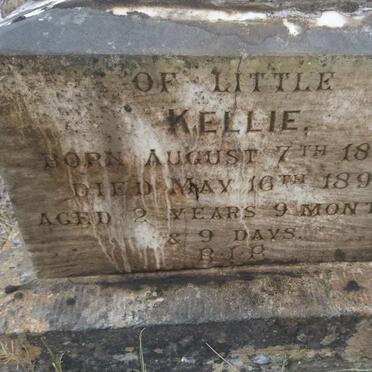 OF LITTLE
KELLIE,
BORN AUGUST 7TH 18
DIED MAY 16TH 189
AGED 2 YEARS 9 MONT
& 9 DAYS.
R.I.P.